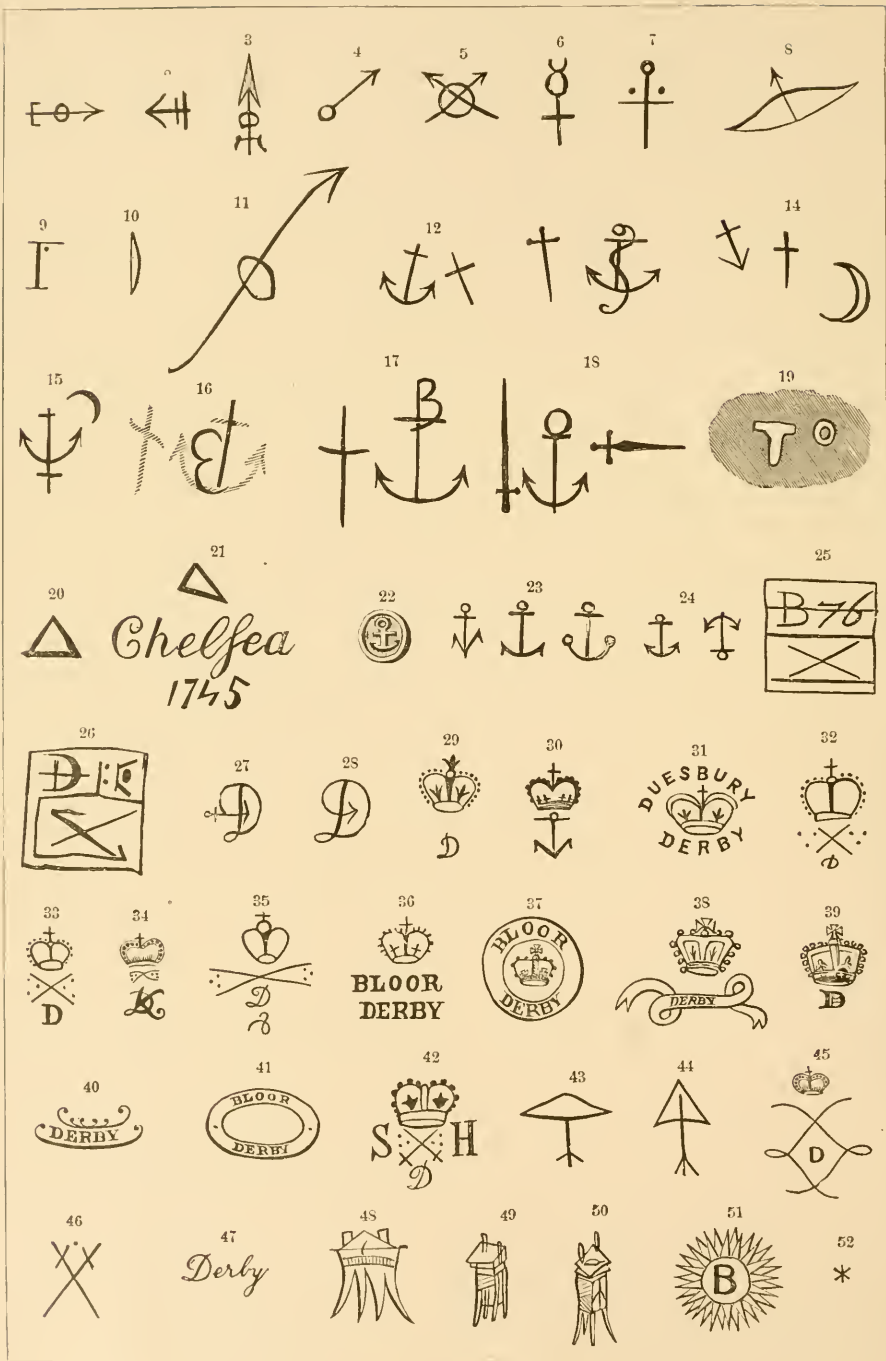 3 4 5 6 7 8
9 10 11 12 14
I
15 16 17 18 19
B
T o
20 21 22 23 24 25
Chelsea
1745
B 76
26 27 28 29 30 31 32
D
D
D
D
DUESBURY
DERBY
D
33 34 35 36 37 38 39
D
D
BLOOR
DERBY
BLOOR
DERBY
DERBY
D
40 41 42 43 44 45
DERBY
BLOOR
DERBY
S H
D
D
46 47 48 49 50 51 52
Derby
B
*